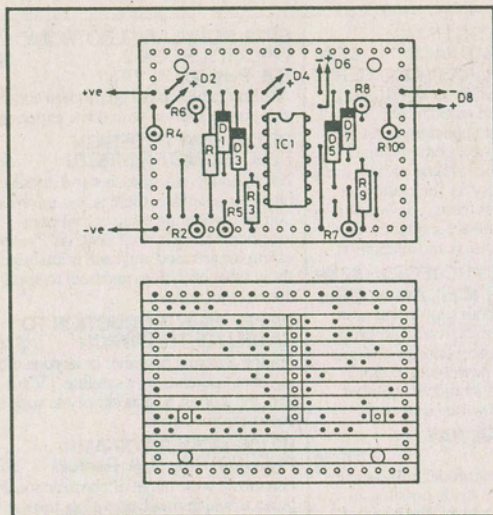 − + D2
− + D4
− + D6
+ve
R6
R8
− + D8
R4
D1
D3
R1
IC1
D5
D7
R10
R3
R9
−ve
R2
R5
R7